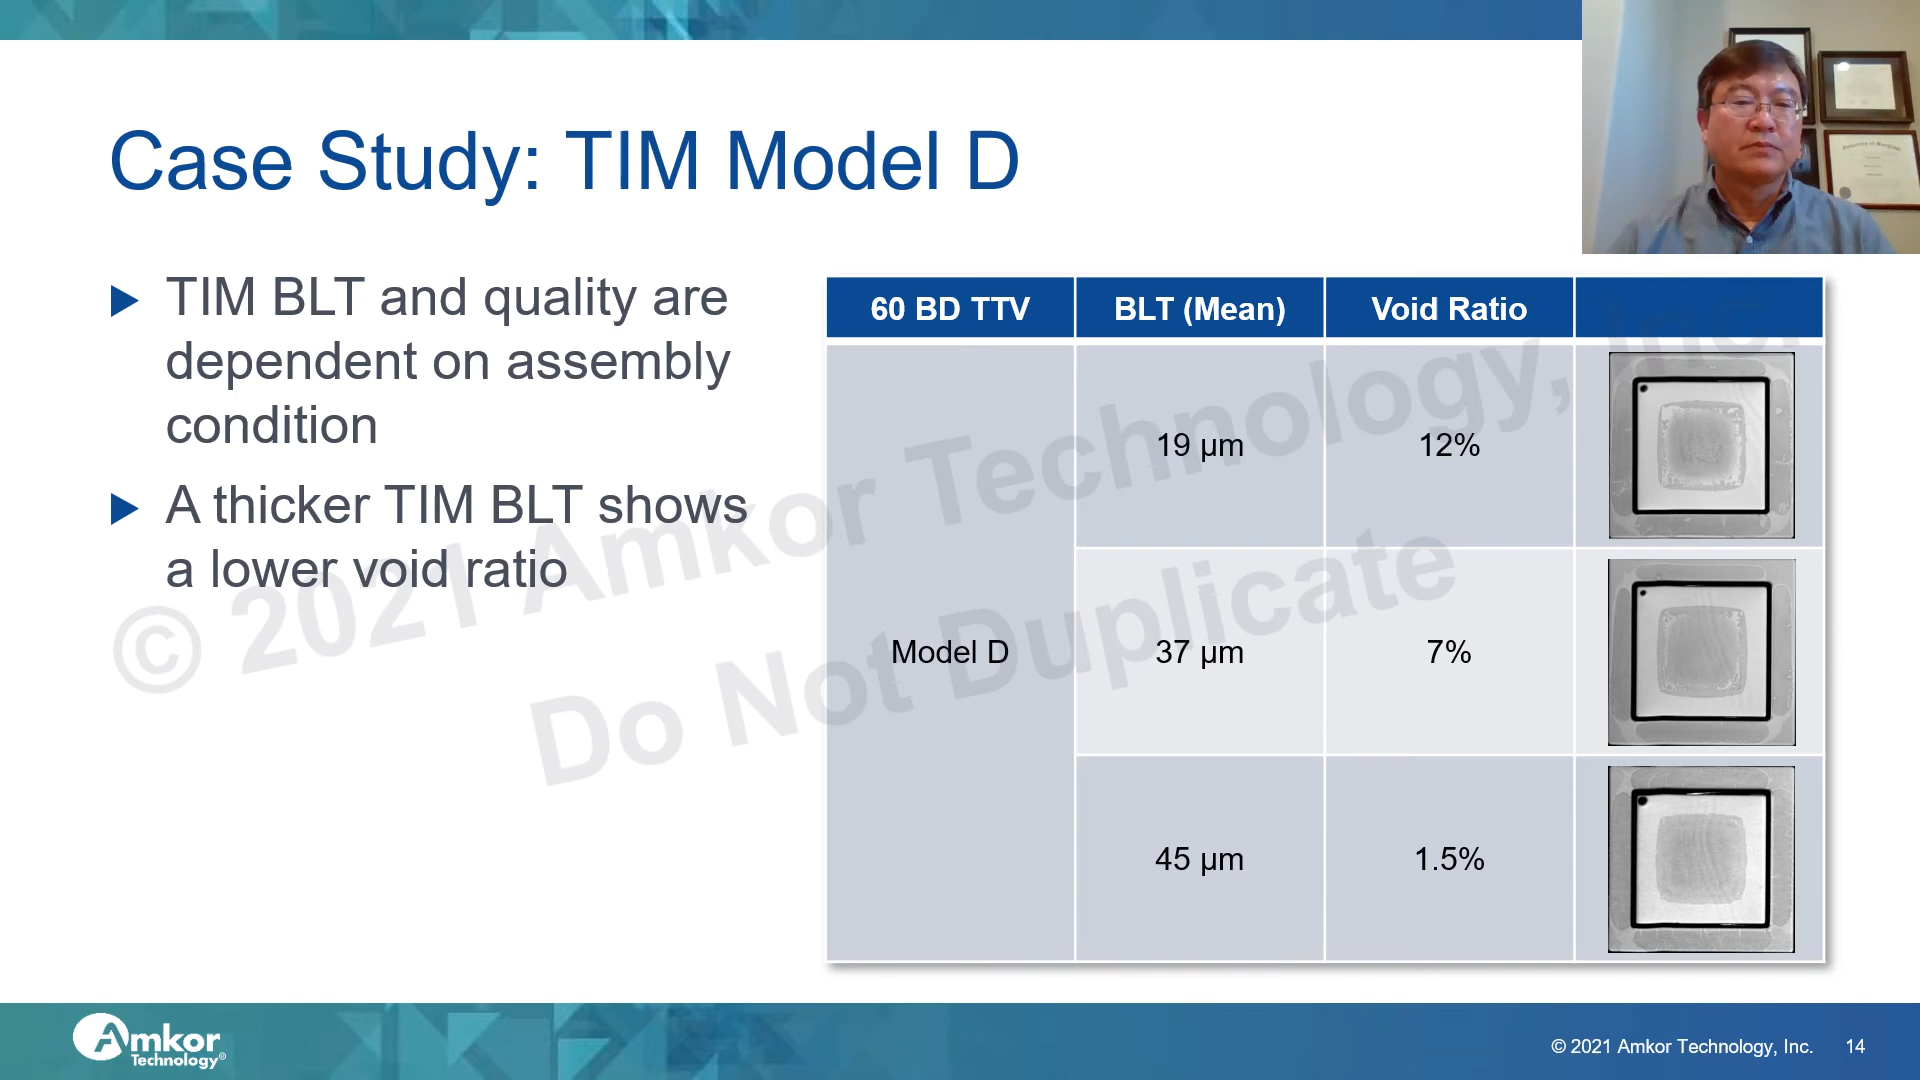 Case Study: TIM Model D
TIM BLT and quality are
dependent on assembly
condition
A thicker TIM BLT shows
a lower void ratio
60 BD TTV BLT (Mean) Void Ratio
Model D
19 µm 12%
37 µm 7%
45 µm 1.5%
© 2021 Amkor Technology, Inc.
Do Not Duplicate
Amkor
Technology®
© 2021 Amkor Technology, Inc. 14